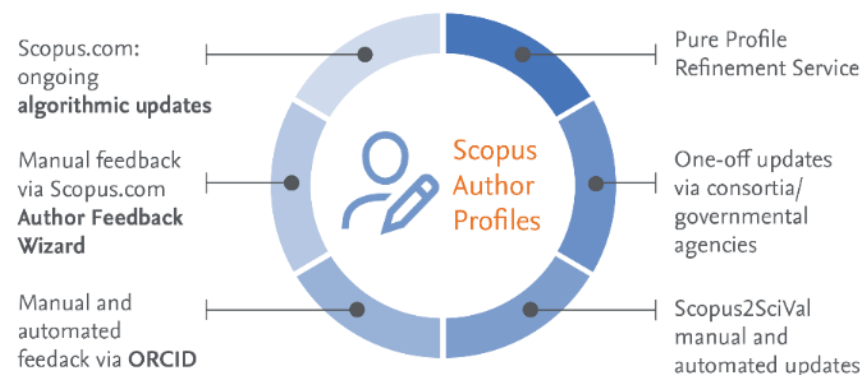 Scopus.com:
ongoing
algorithmic updates
Manual feedback
via Scopus.com
Author Feedback
Wizard
Manual and
automated
feedack via ORCID
Scopus
Author
Profiles
Pure Profile
Refinement Service
One-off updates
via consortia/
governmental
agencies
Scopus2SciVal
manual and
automated updates